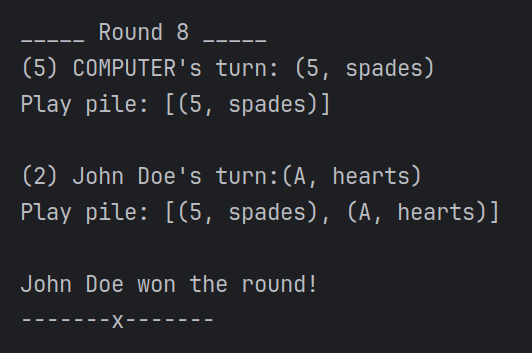 _____ Round 8 _____
(5) COMPUTER's turn: (5, spades)
Play pile: [(5, spades)]
(2) John Doe's turn:(A, hearts)
Play pile: [(5, spades), (A, hearts)]
John Doe won the round!
-------x-------